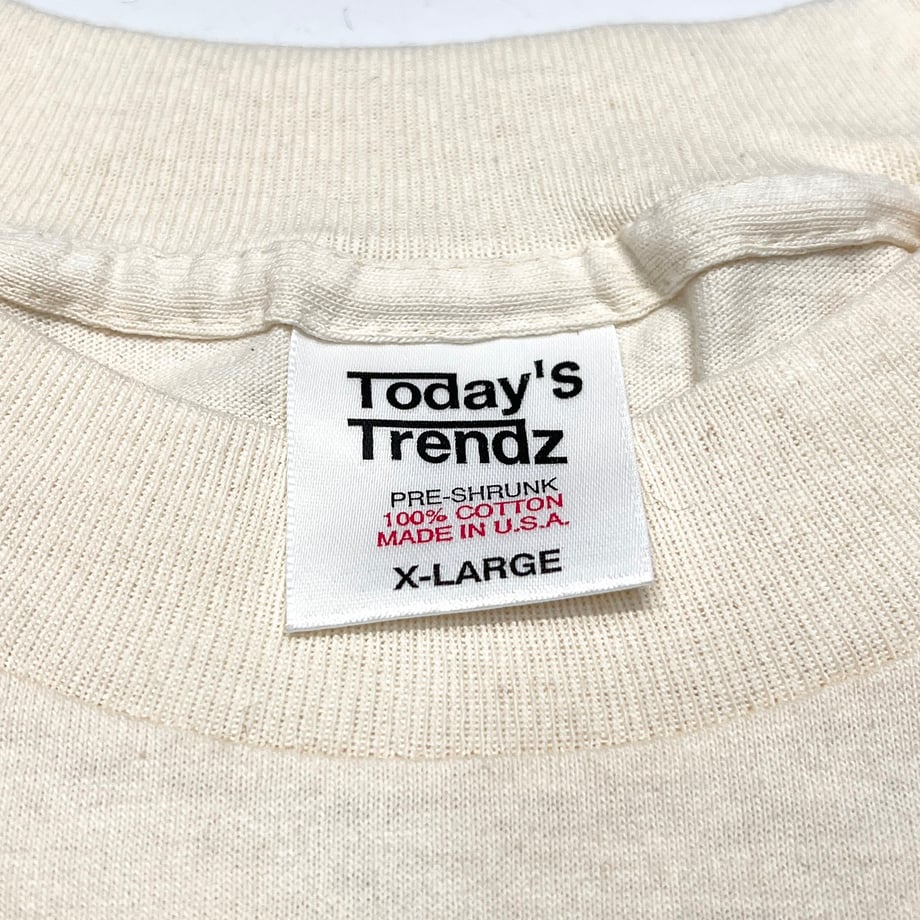 Today's
Trendz
PRE-SHRUNK
100% COTTON
MADE IN U.S.A.
X-LARGE